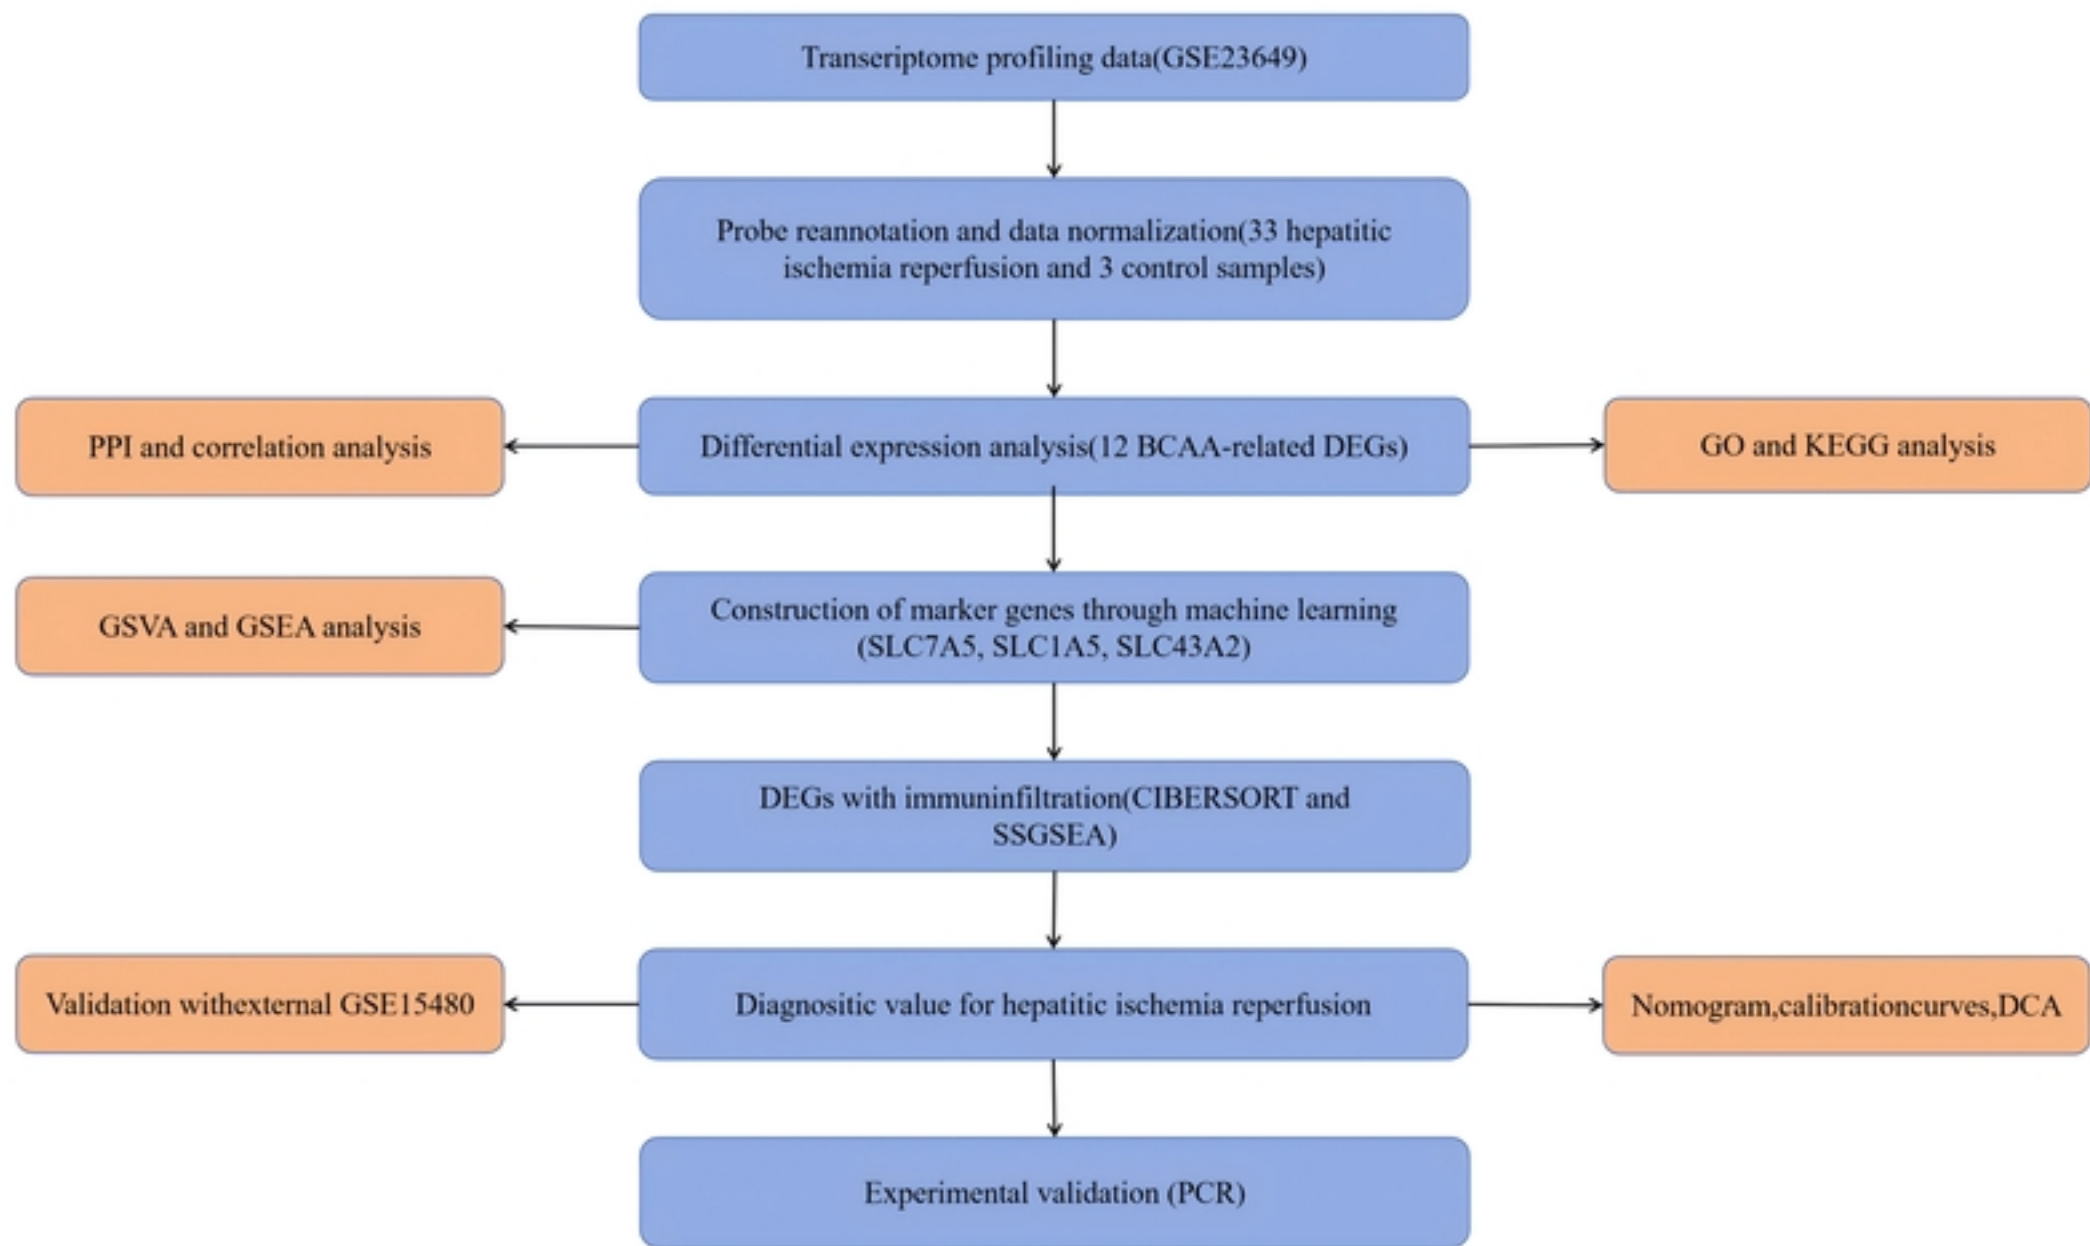 Transeriptome profiling data(GSE23649)
Probe reannotation and data normalization(33 hepatitic
ischemia reperfusion and 3 control samples)
PPI and correlation analysis
Differential expression analysis(12 BCAA-related DEGs)
GO and KEGG analysis
GSVA and GSEA analysis
Construction of marker genes through machine learning
(SLC7A5, SLC1A5, SLC43A2)
DEGs with immuninfiltration(CIBERSORT and
SSGSEA)
Validation withexternal GSE15480
Diagnositic value for hepatitic ischemia reperfusion
Nomogram,calibrationcurves,DCA
Experimental validation (PCR)